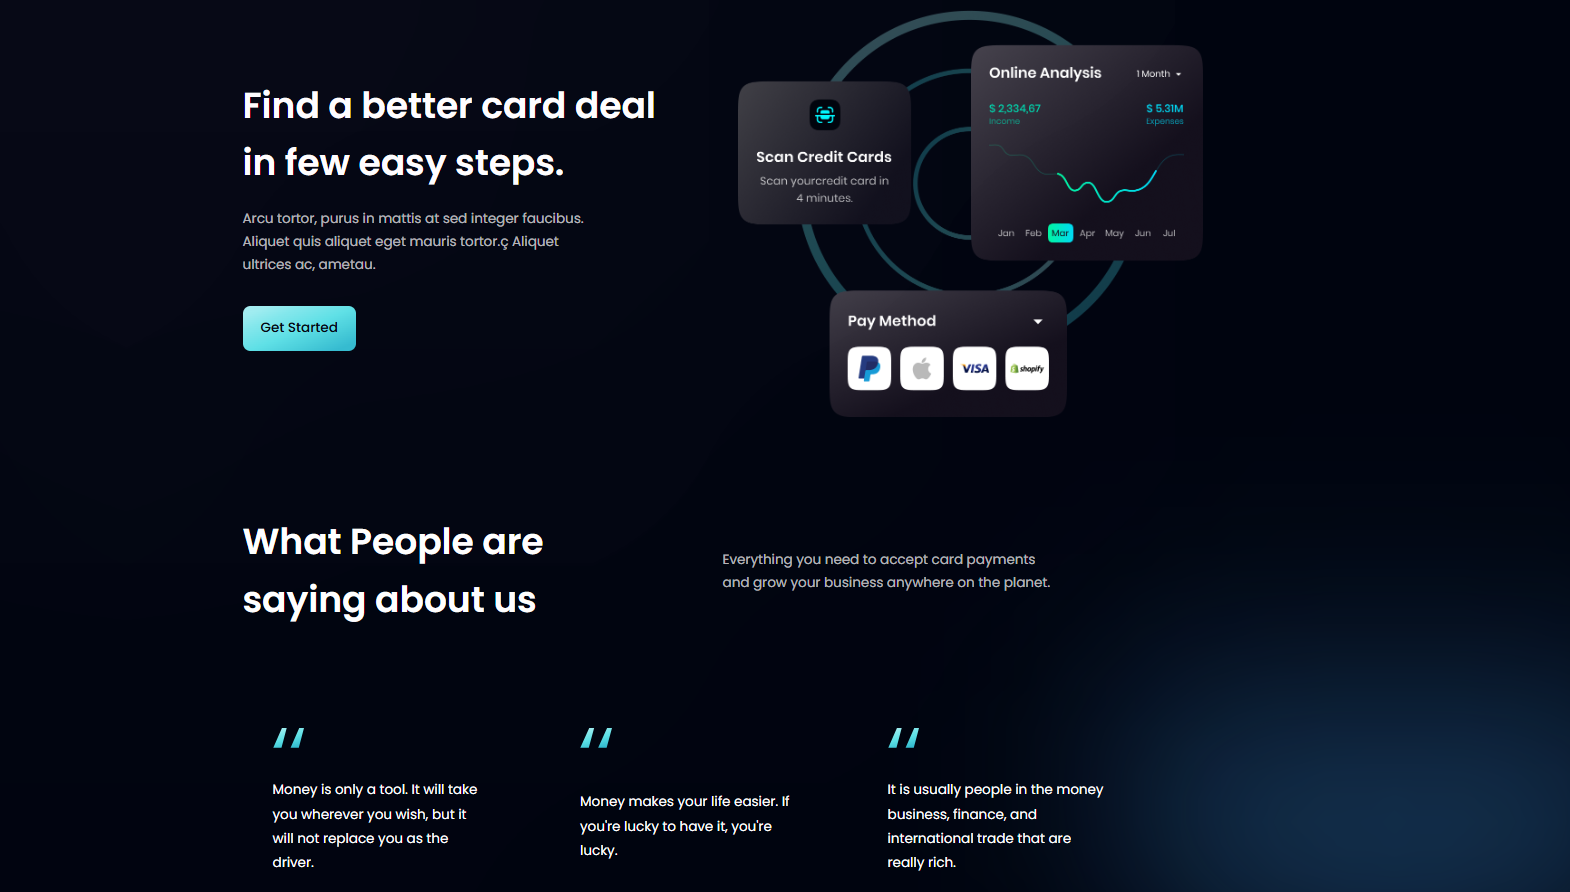 Find a better card deal
in few easy steps.
Arcu tortor, purus in mattis at sed integer faucibus.
Aliquet quis aliquet eget mauris tortor.ç Aliquet
ultrices ac, ametau.
Get Started
Scan Credit Cards
Scan yourcredit card in
4 minutes.
Online Analysis
1 Month
$ 2,334,67
$ 5.31M
Income
Expenses
Jan Feb Mar Apr May Jun Jul
Pay Method
VISA
shopify
What People are
saying about us
Everything you need to accept card payments
and grow your business anywhere on the planet.
Money is only a tool. It will take
you wherever you wish, but it
will not replace you as the
driver.
Money makes your life easier. If
you're lucky to have it, you're
lucky.
It is usually people in the money
business, finance, and
international trade that are
really rich.